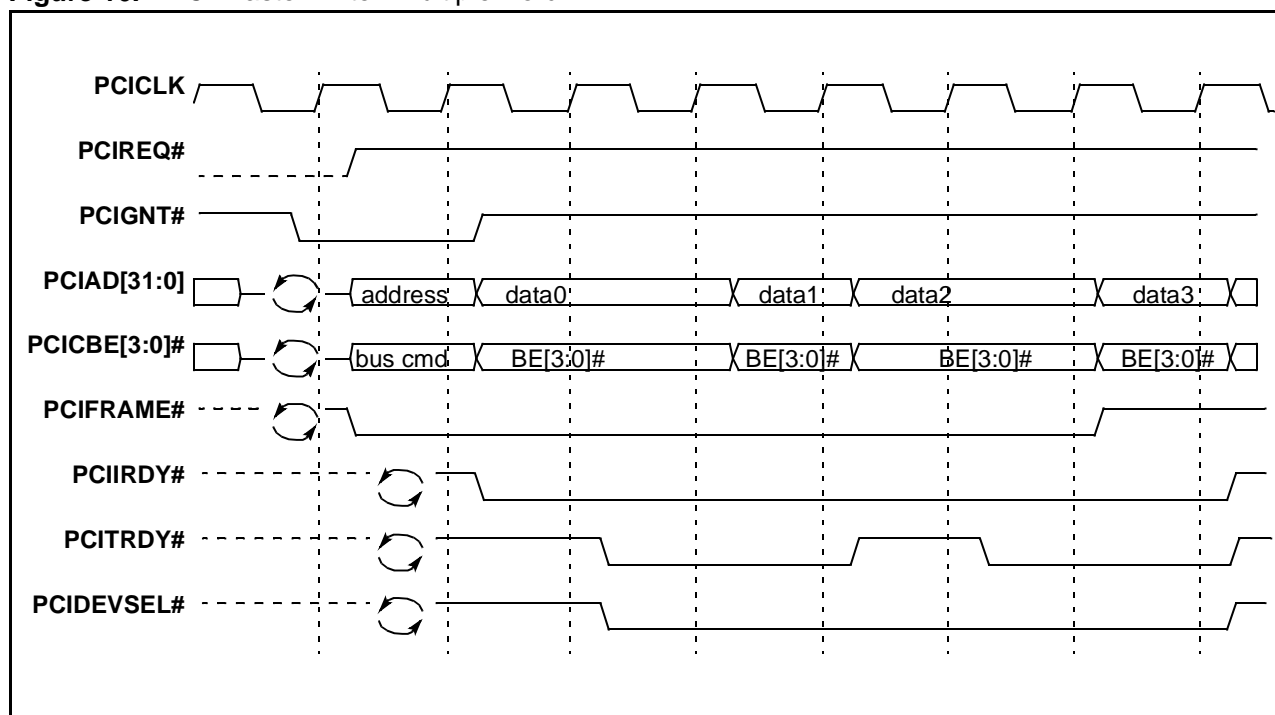 PCICLK
PCIREQ#
PCIGNT#
PCIAD[31:0] address data0 data1 data2 data3
PCICBE[3:0]# bus cmd BE[3:0]# BE[3:0]# BE[3:0]# BE[3:0]#
PCIFRAME#
PCIIRDY#
PCITRDY#
PCIDEVSEL#